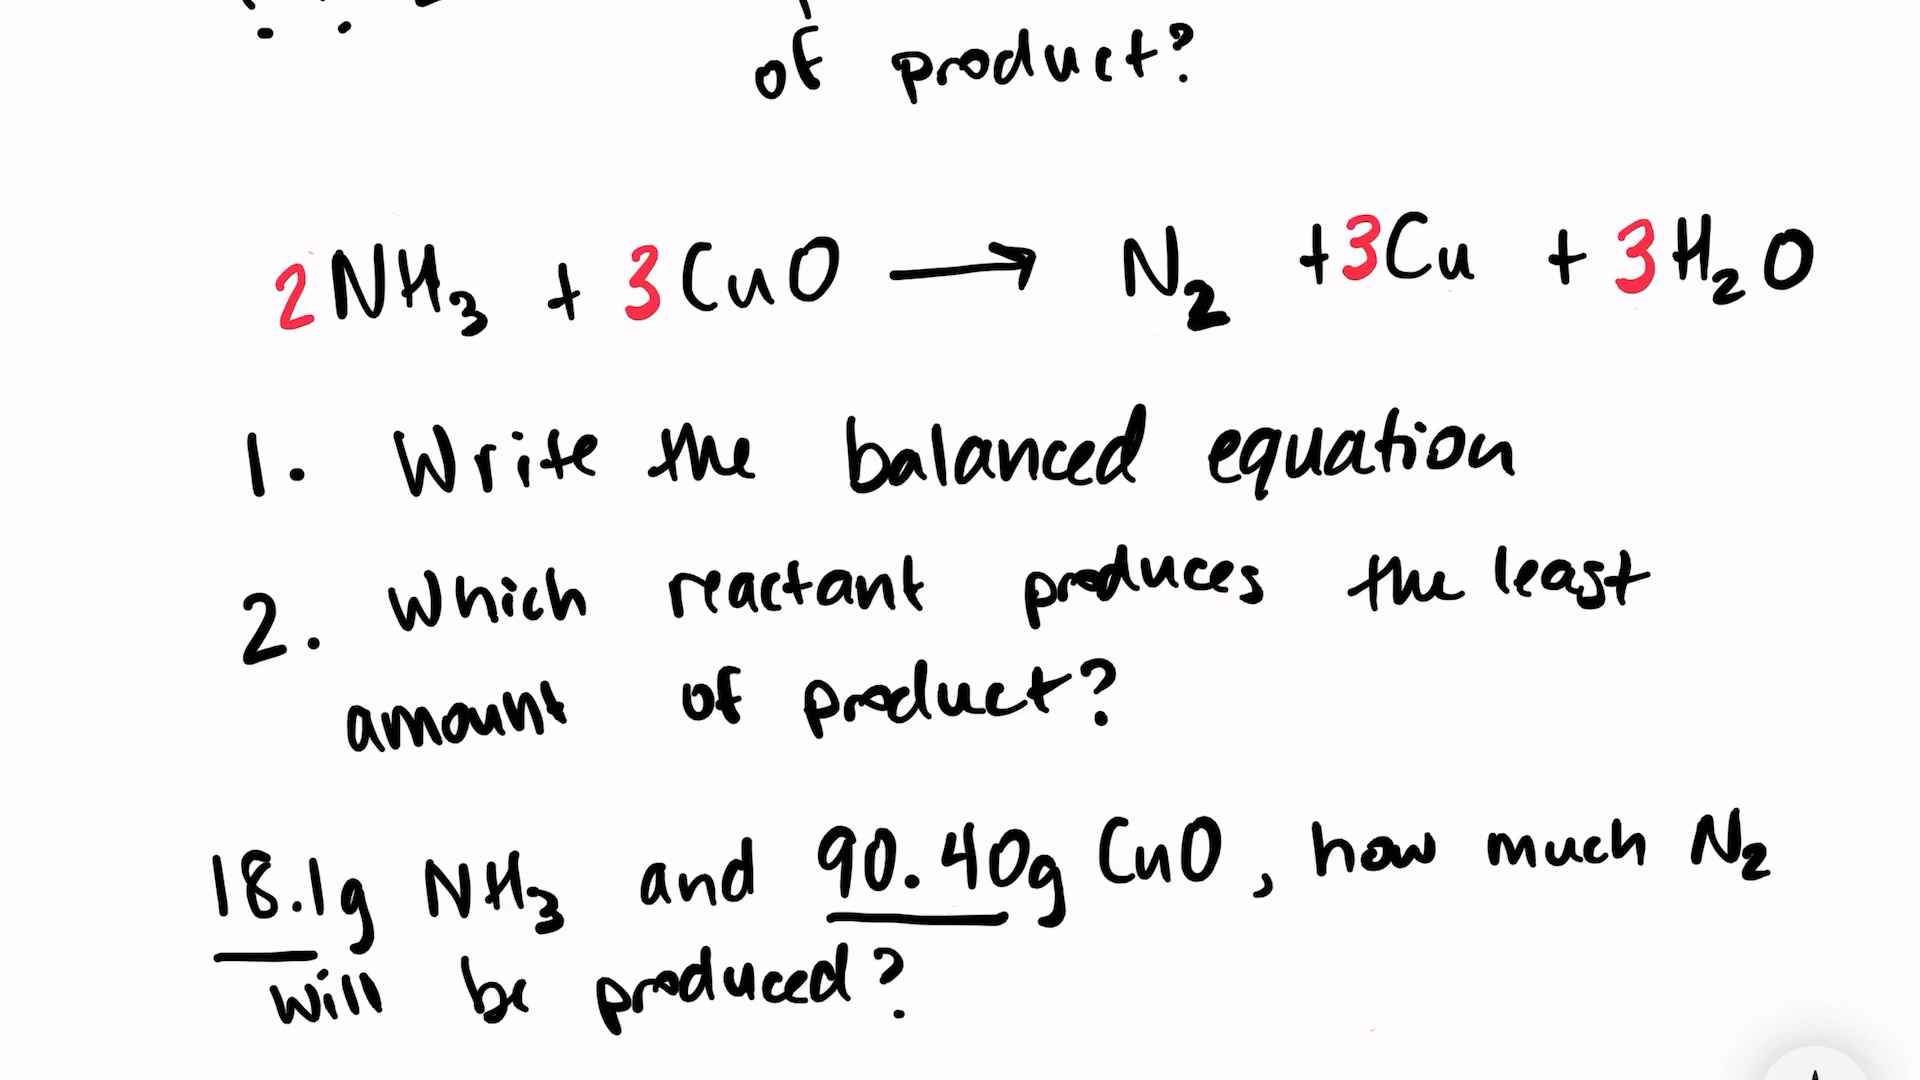 of product?
2NH₃ + 3CuO → N₂ +3Cu + 3H₂O
1. Write the balanced equation
2. Which reactant produces the least
amount of product?
18.1g NH₃ and 90.40g CuO, how much N₂
will be produced?